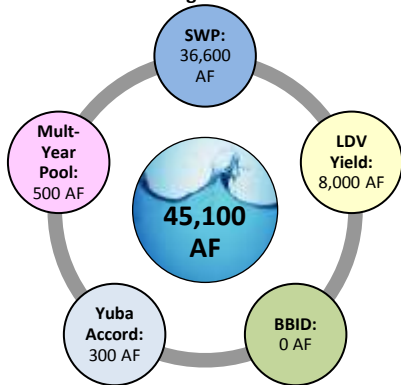 SWP:
36,600
AF
Mult-
Year
Pool:
500 AF
LDV
Yield:
8,000 AF
45,100
AF
Yuba
Accord:
300 AF
BBID:
0 AF